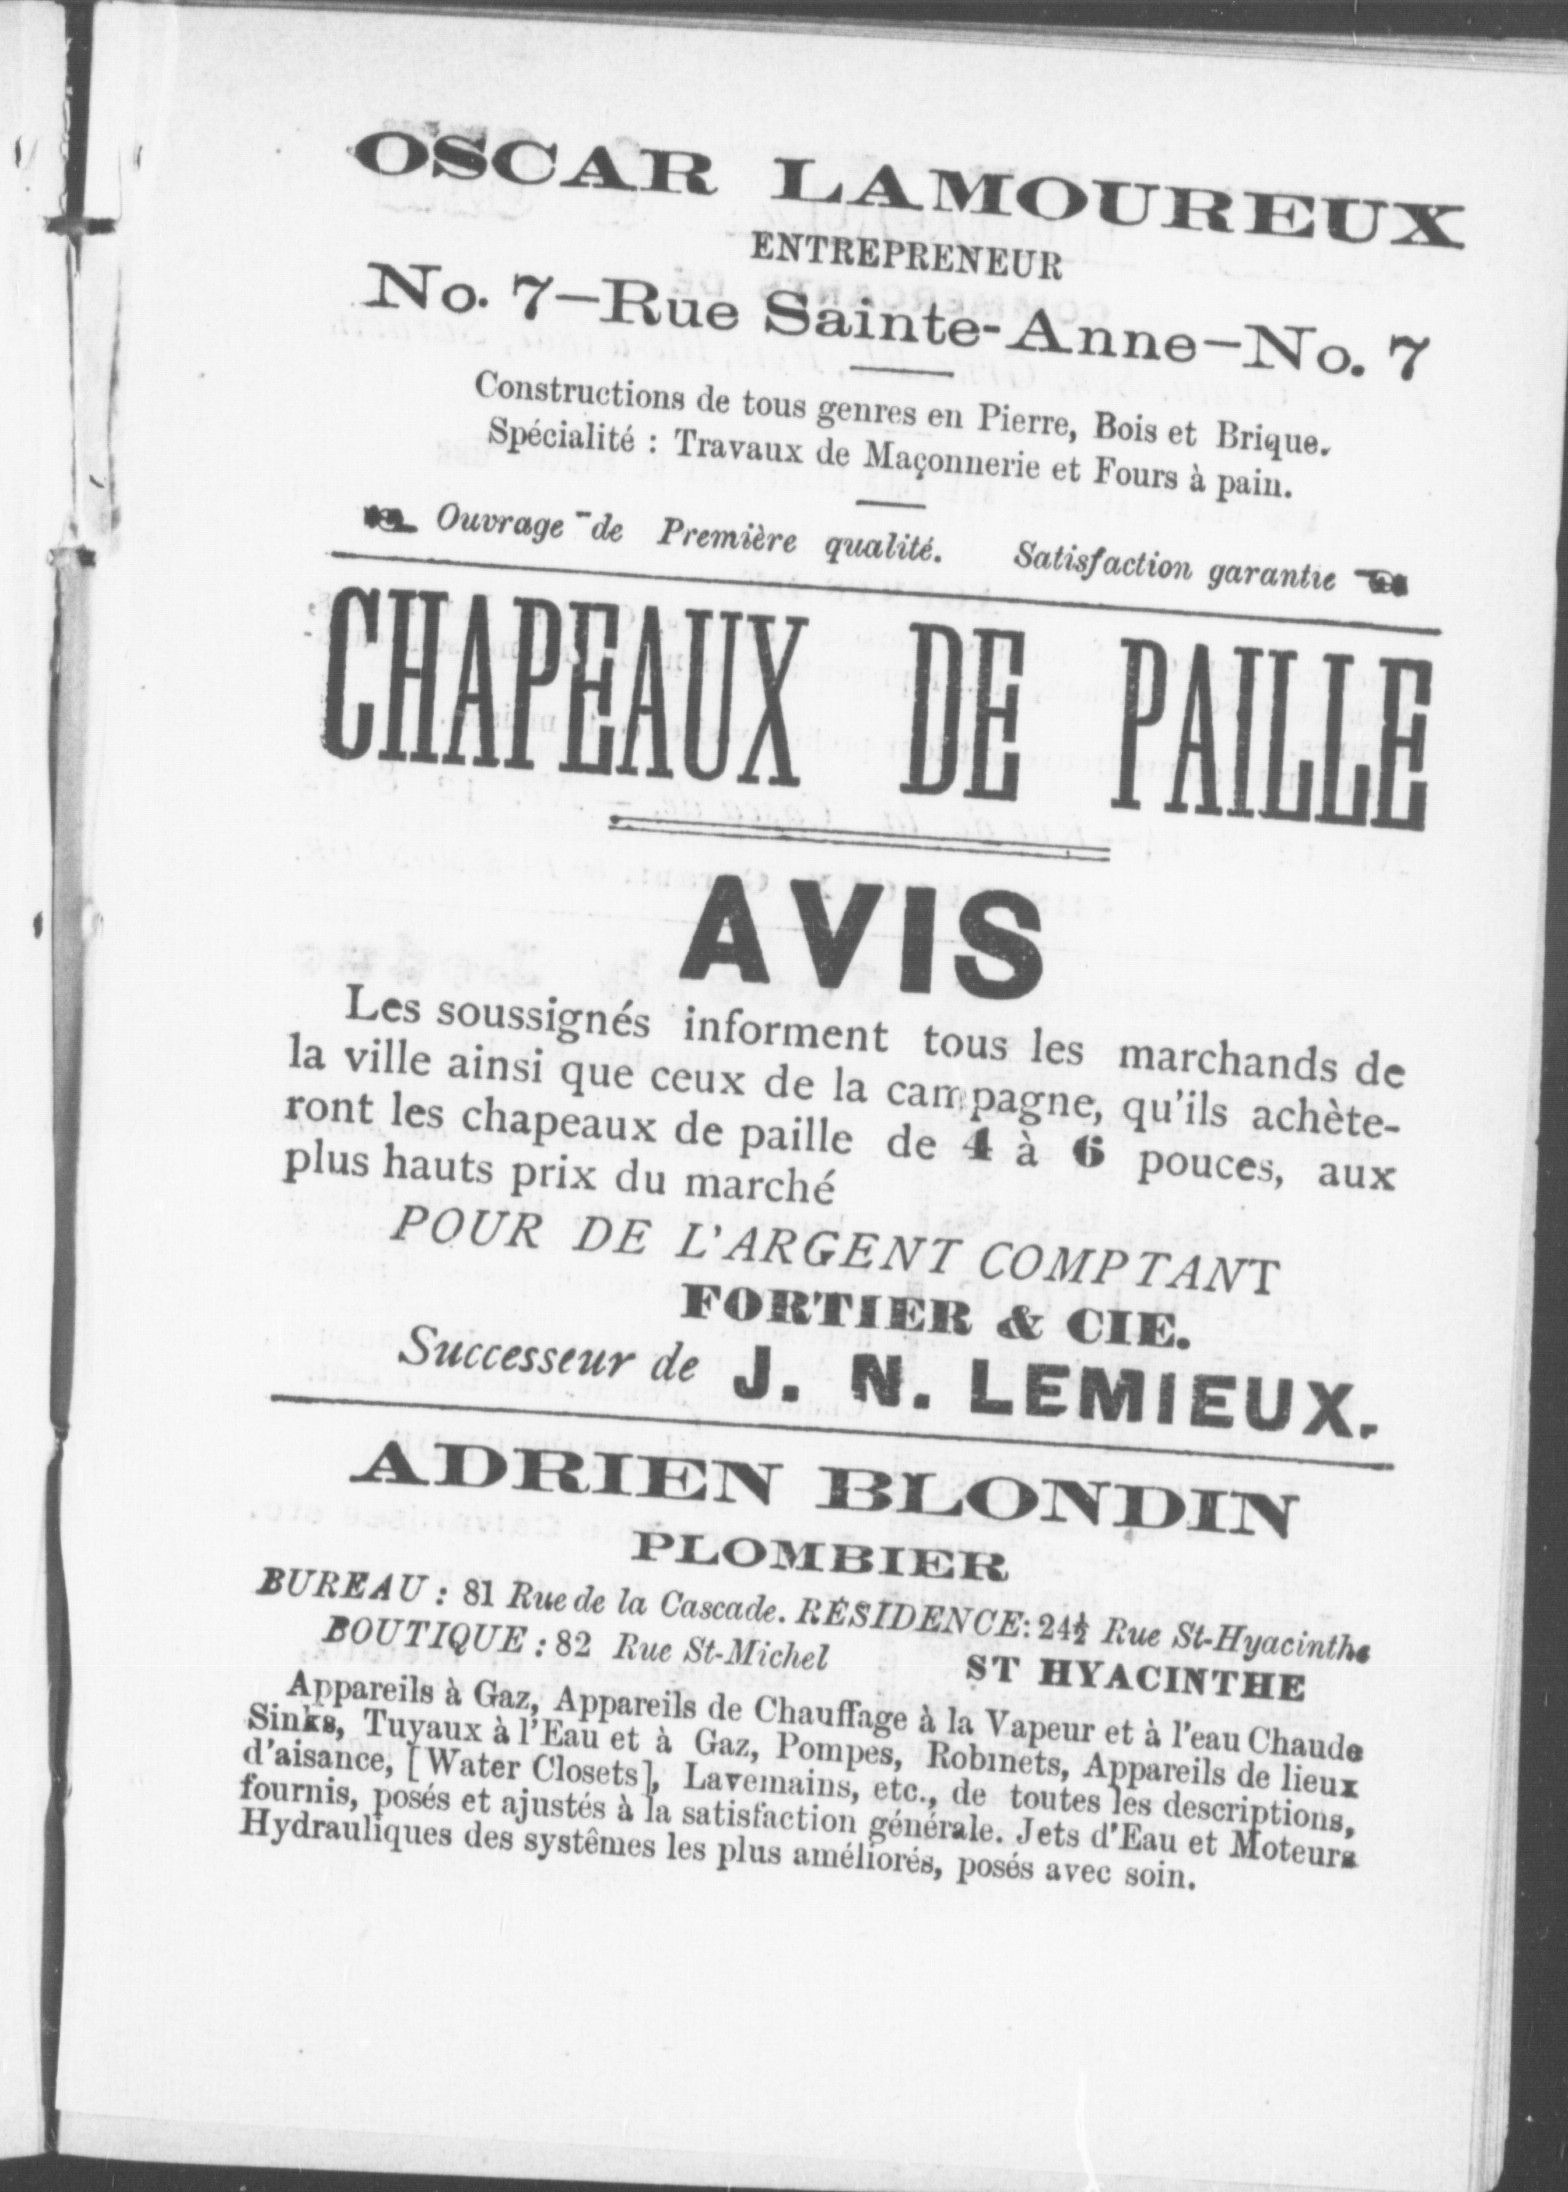 OSCAR LAMOUREUX
ENTREPRENEUR
No. 7—Rue Sainte-Anne—No. 7
Constructions de tous genres en Pierre, Bois et Brique.
Spécialité : Travaux de Maçonnerie et Fours à pain.
Ouvrage de Première qualité. Satisfaction garantie
CHAPEAUX DE PAILLE
AVIS
Les soussignés informent tous les marchands de
la ville ainsi que ceux de la campagne, qu'ils achète-
ront les chapeaux de paille de 4 à 6 pouces, aux
plus hauts prix du marché
POUR DE L'ARGENT COMPTANT
FORTIER & CIE.
Successeur de J. N. LEMIEUX.
ADRIEN BLONDIN
PLOMBIER
BUREAU : 81 Rue de la Cascade. RÉSIDENCE: 24½ Rue St-Hyacinthe
BOUTIQUE : 82 Rue St-Michel ST HYACINTHE
Appareils à Gaz, Appareils de Chauffage à la Vapeur et à l'eau Chaude
Sinks, Tuyaux à l'Eau et à Gaz, Pompes, Robinets, Appareils de lieux
d'aisance, [Water Closets], Lavemains, etc., de toutes les descriptions,
fournis, posés et ajustés à la satisfaction générale. Jets d'Eau et Moteurs
Hydrauliques des systêmes les plus améliorés, posés avec soin.